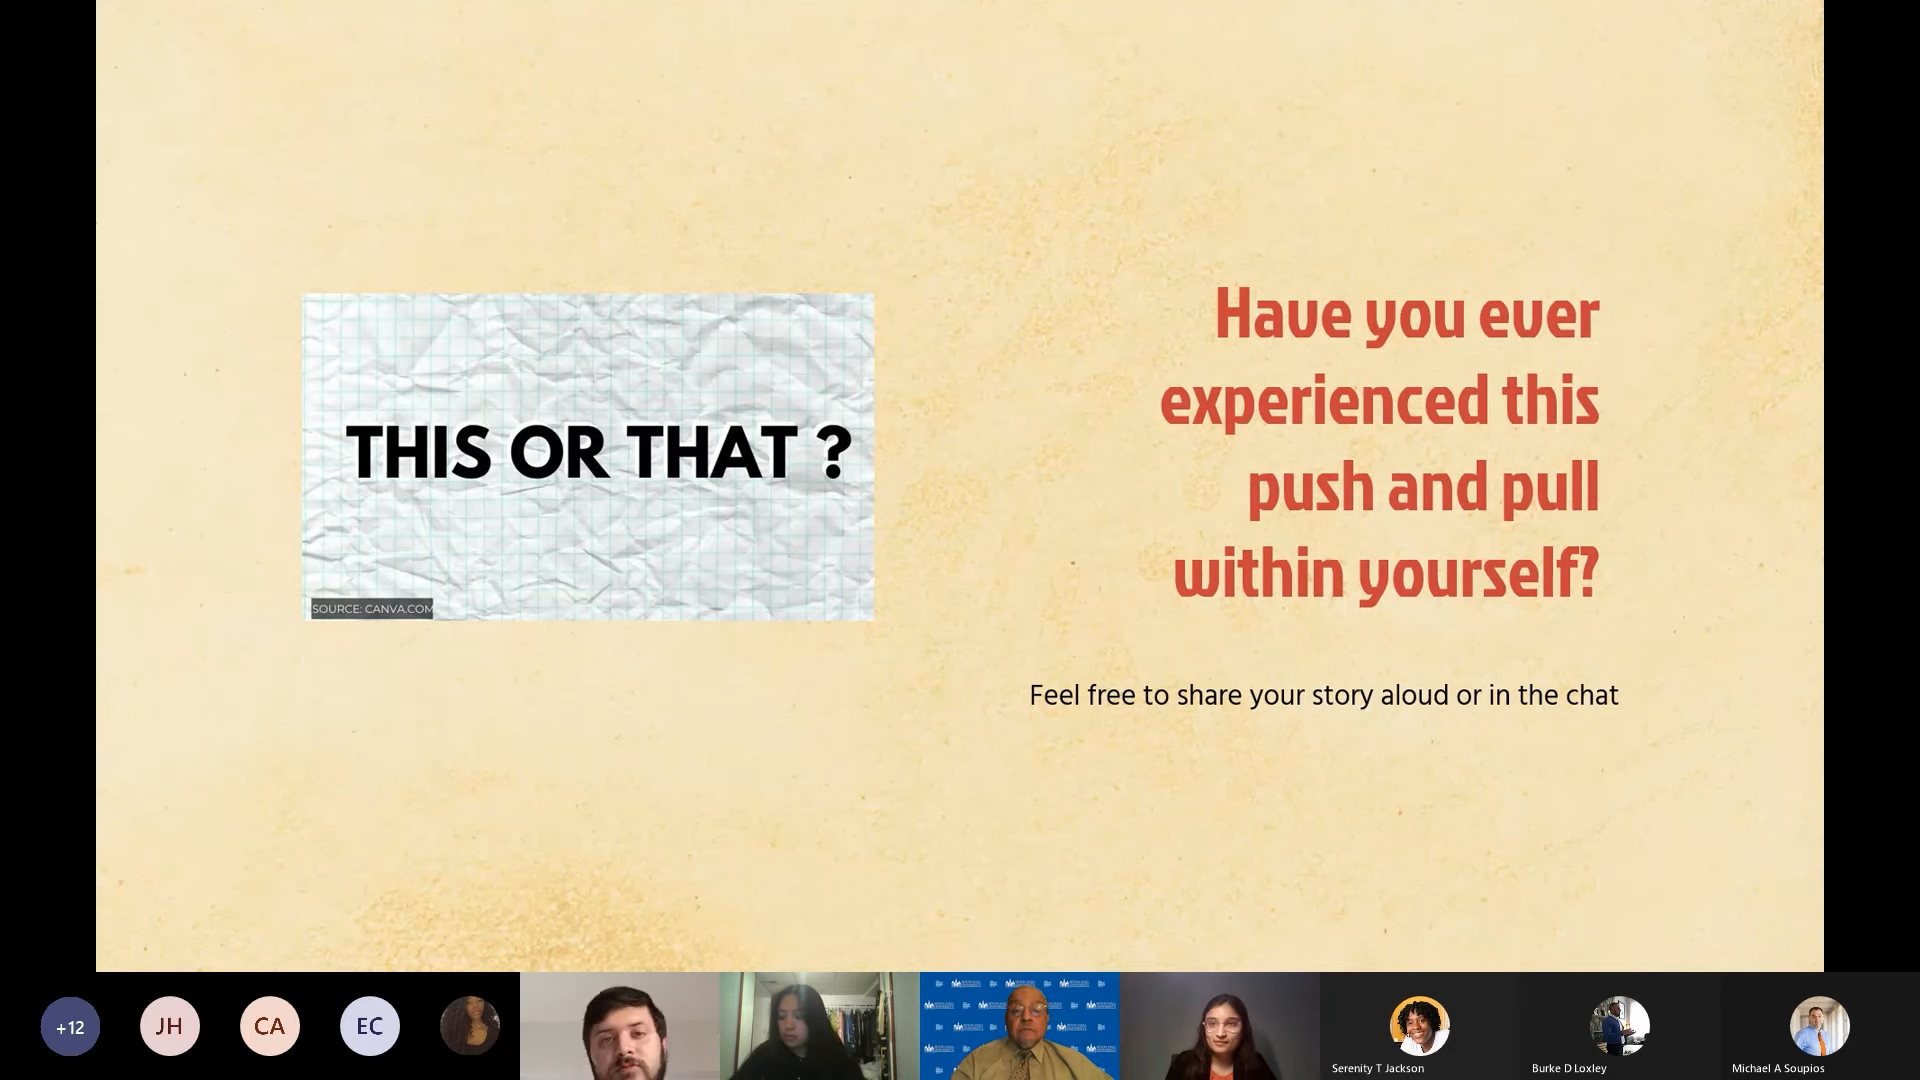 THIS OR THAT ?
SOURCE: CANVA.COM
Have you ever
experienced this
push and pull
within yourself?
Feel free to share your story aloud or in the chat
+12
JH
CA
EC
Serenity T Jackson
Burke D Loxley
Michael A Soupios